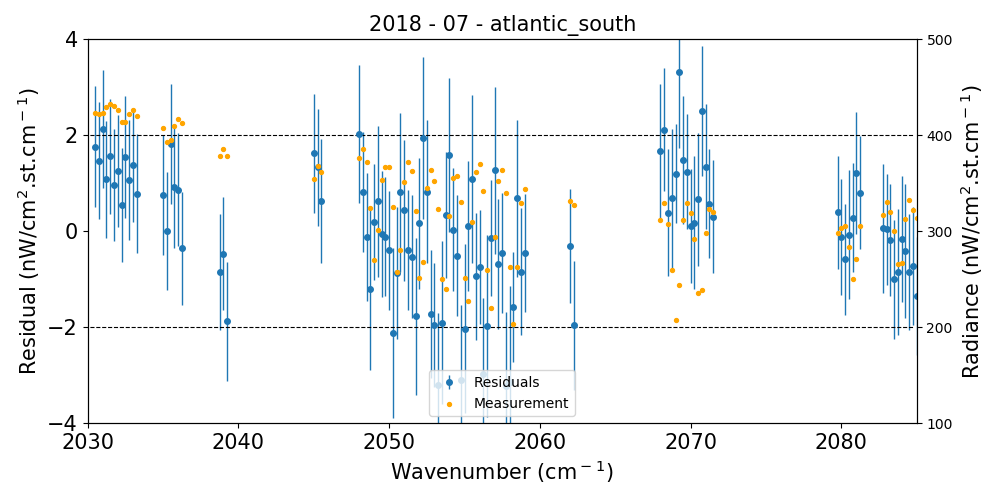 2018 - 07 - atlantic_south
Residual (nW/cm².st.cm⁻¹)
4
2
0
−2
−4
500
400
300
200
100
Radiance (nW/cm².st.cm⁻¹)
Residuals
Measurement
2030 2040 2050 2060 2070 2080
Wavenumber (cm⁻¹)